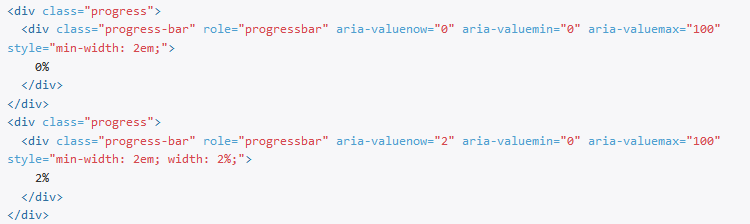 <div class="progress">
  <div class="progress-bar" role="progressbar" aria-valuenow="0" aria-valuemin="0" aria-valuemax="100"
style="min-width: 2em;">
    0%
  </div>
</div>
<div class="progress">
  <div class="progress-bar" role="progressbar" aria-valuenow="2" aria-valuemin="0" aria-valuemax="100"
style="min-width: 2em; width: 2%;">
    2%
  </div>
</div>